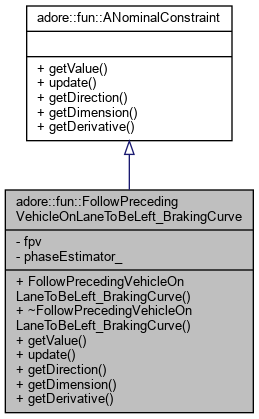 adore::fun::ANominalConstraint
+ getValue()
+ update()
+ getDirection()
+ getDimension()
+ getDerivative()
adore::fun::FollowPreceding
VehicleOnLaneToBeLeft_BrakingCurve
- fpv
- phaseEstimator_
+ FollowPrecedingVehicleOn
LaneToBeLeft_BrakingCurve()
+ ~FollowPrecedingVehicleOn
LaneToBeLeft_BrakingCurve()
+ getValue()
+ update()
+ getDirection()
+ getDimension()
+ getDerivative()